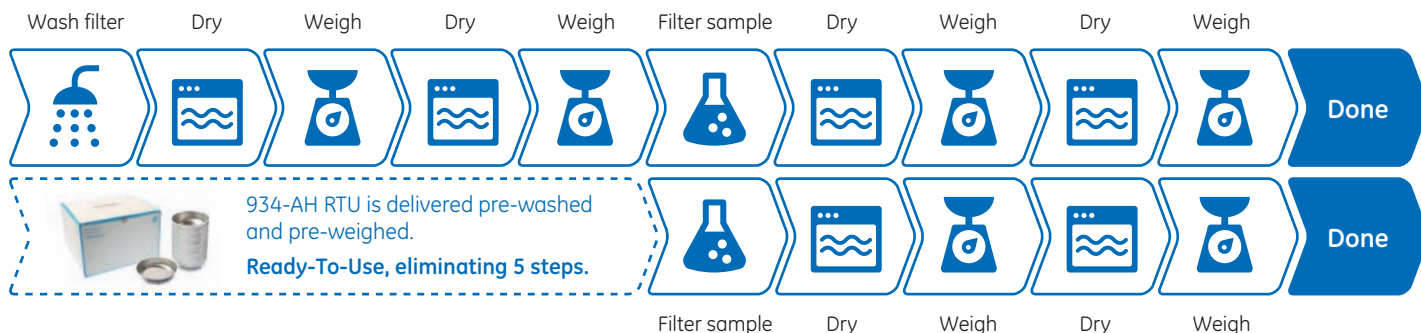 Wash filter Dry Weigh Dry Weigh Filter sample Dry Weigh Dry Weigh
Done
934-AH RTU is delivered pre-washed
and pre-weighed.
Ready-To-Use, eliminating 5 steps.
Done
Filter sample Dry Weigh Dry Weigh